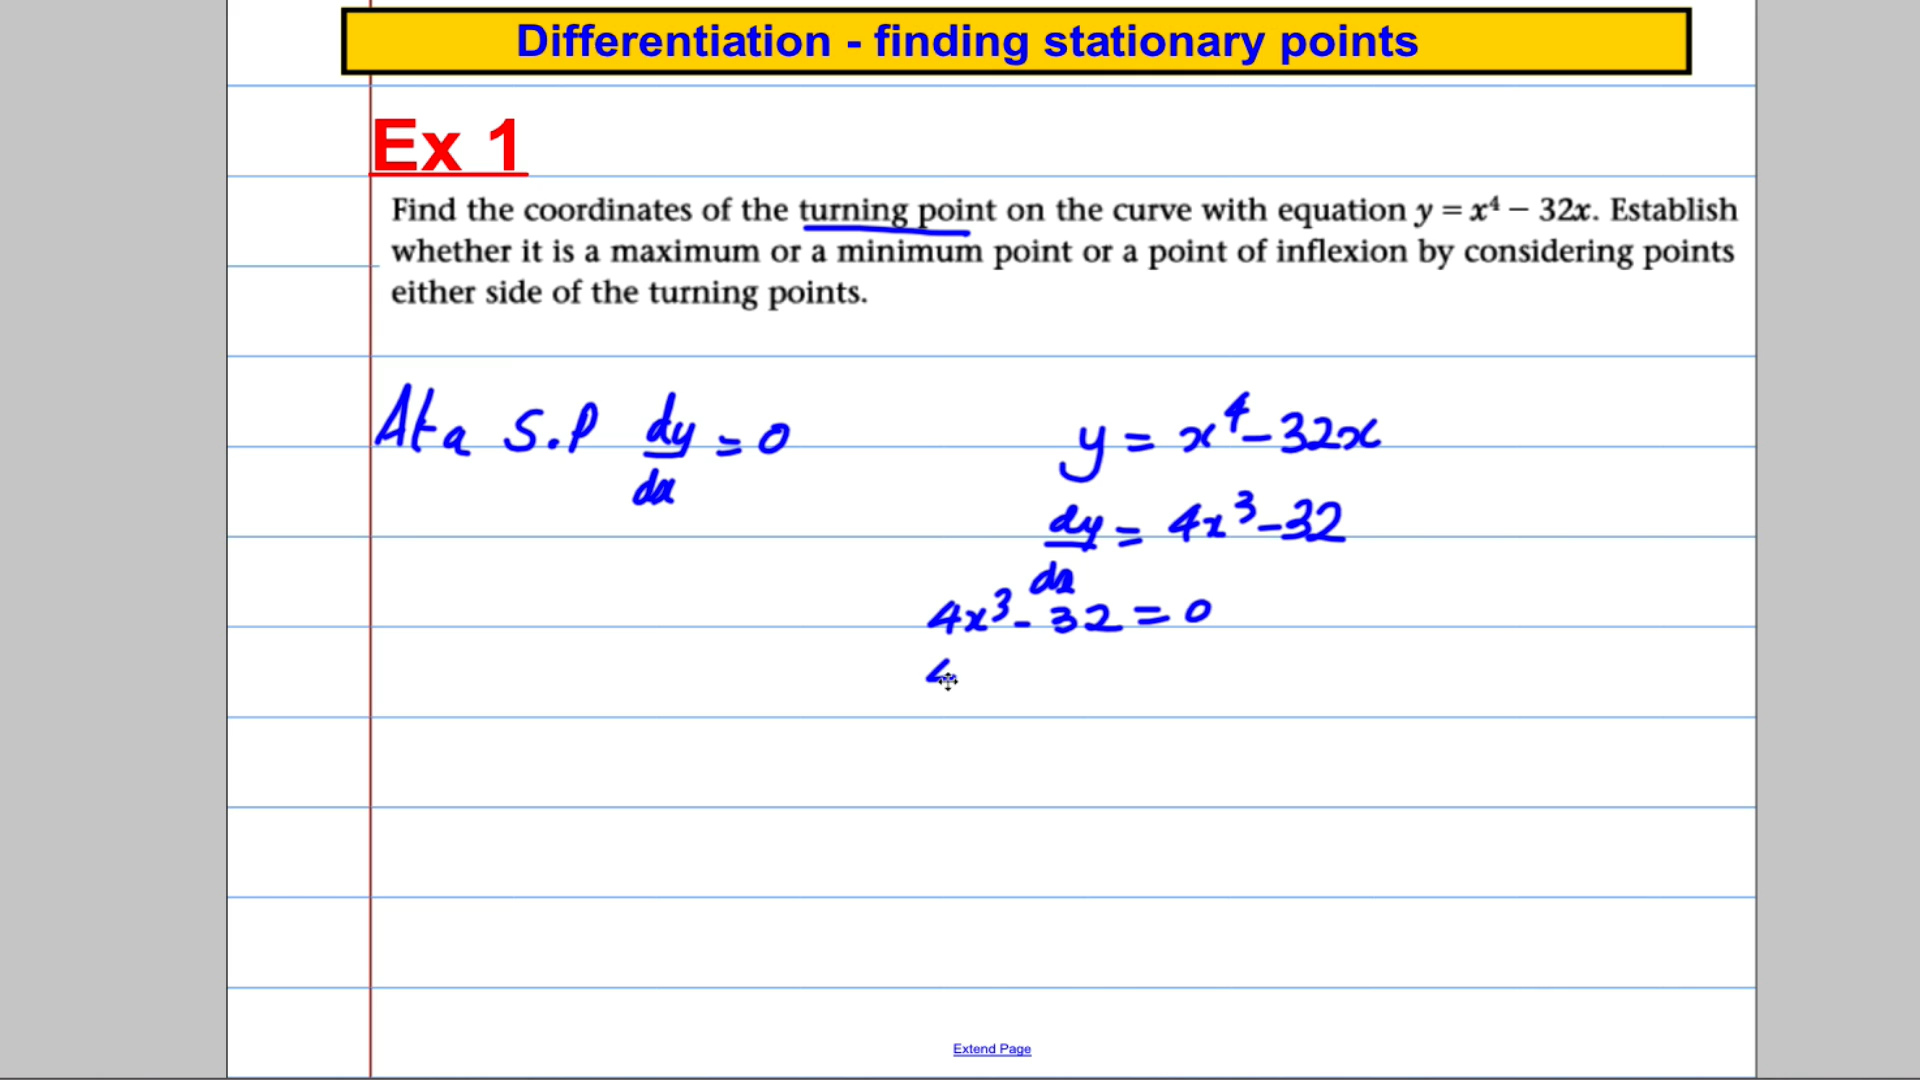 Differentiation - finding stationary points
Ex 1
Find the coordinates of the turning point on the curve with equation y = x⁴ − 32x. Establish
whether it is a maximum or a minimum point or a point of inflexion by considering points
either side of the turning points.
At a S.P dy/dx = 0
y = x⁴ - 32x
dy/dx = 4x³ - 32
4x³ - 32 = 0
Extend Page